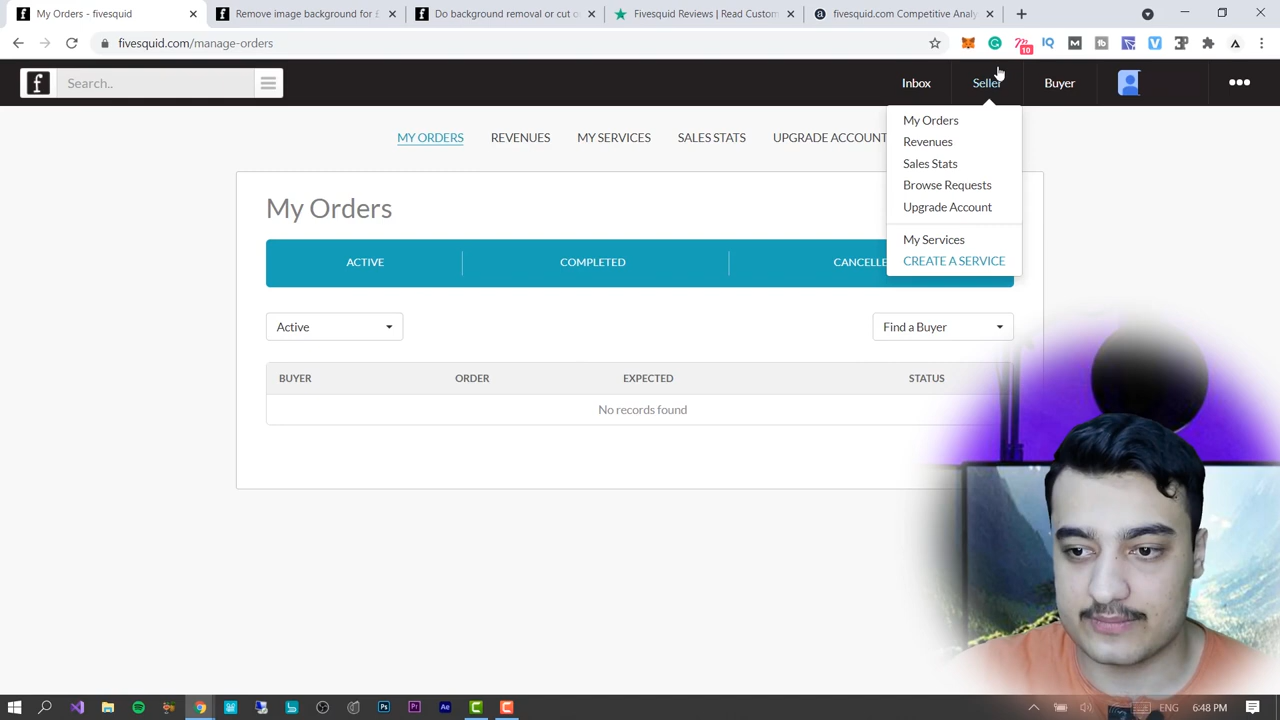 My Orders - fivesquid
Remove image background for £
Do background removal or cut o
Fivesquid Reviews | Read Custom
fivesquid.com Competitive Analy
fivesquid.com/manage-orders
10
f
Search..
Inbox
Seller
Buyer
My Orders
Revenues
Sales Stats
Browse Requests
Upgrade Account
My Services
CREATE A SERVICE
MY ORDERS
REVENUES
MY SERVICES
SALES STATS
UPGRADE ACCOUNT
My Orders
ACTIVE
COMPLETED
CANCELLE
Active
Find a Buyer
BUYER
ORDER
EXPECTED
STATUS
No records found
ENG
6:48 PM